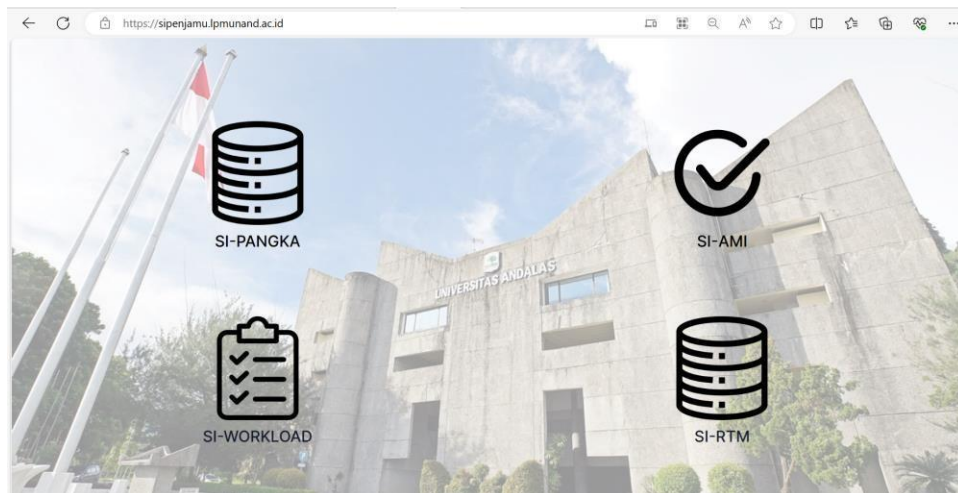 https://sipenjamu.lpmunand.ac.id
SI-PANGKA
SI-AMI
UNIVERSITAS ANDALAS
SI-WORKLOAD
SI-RTM